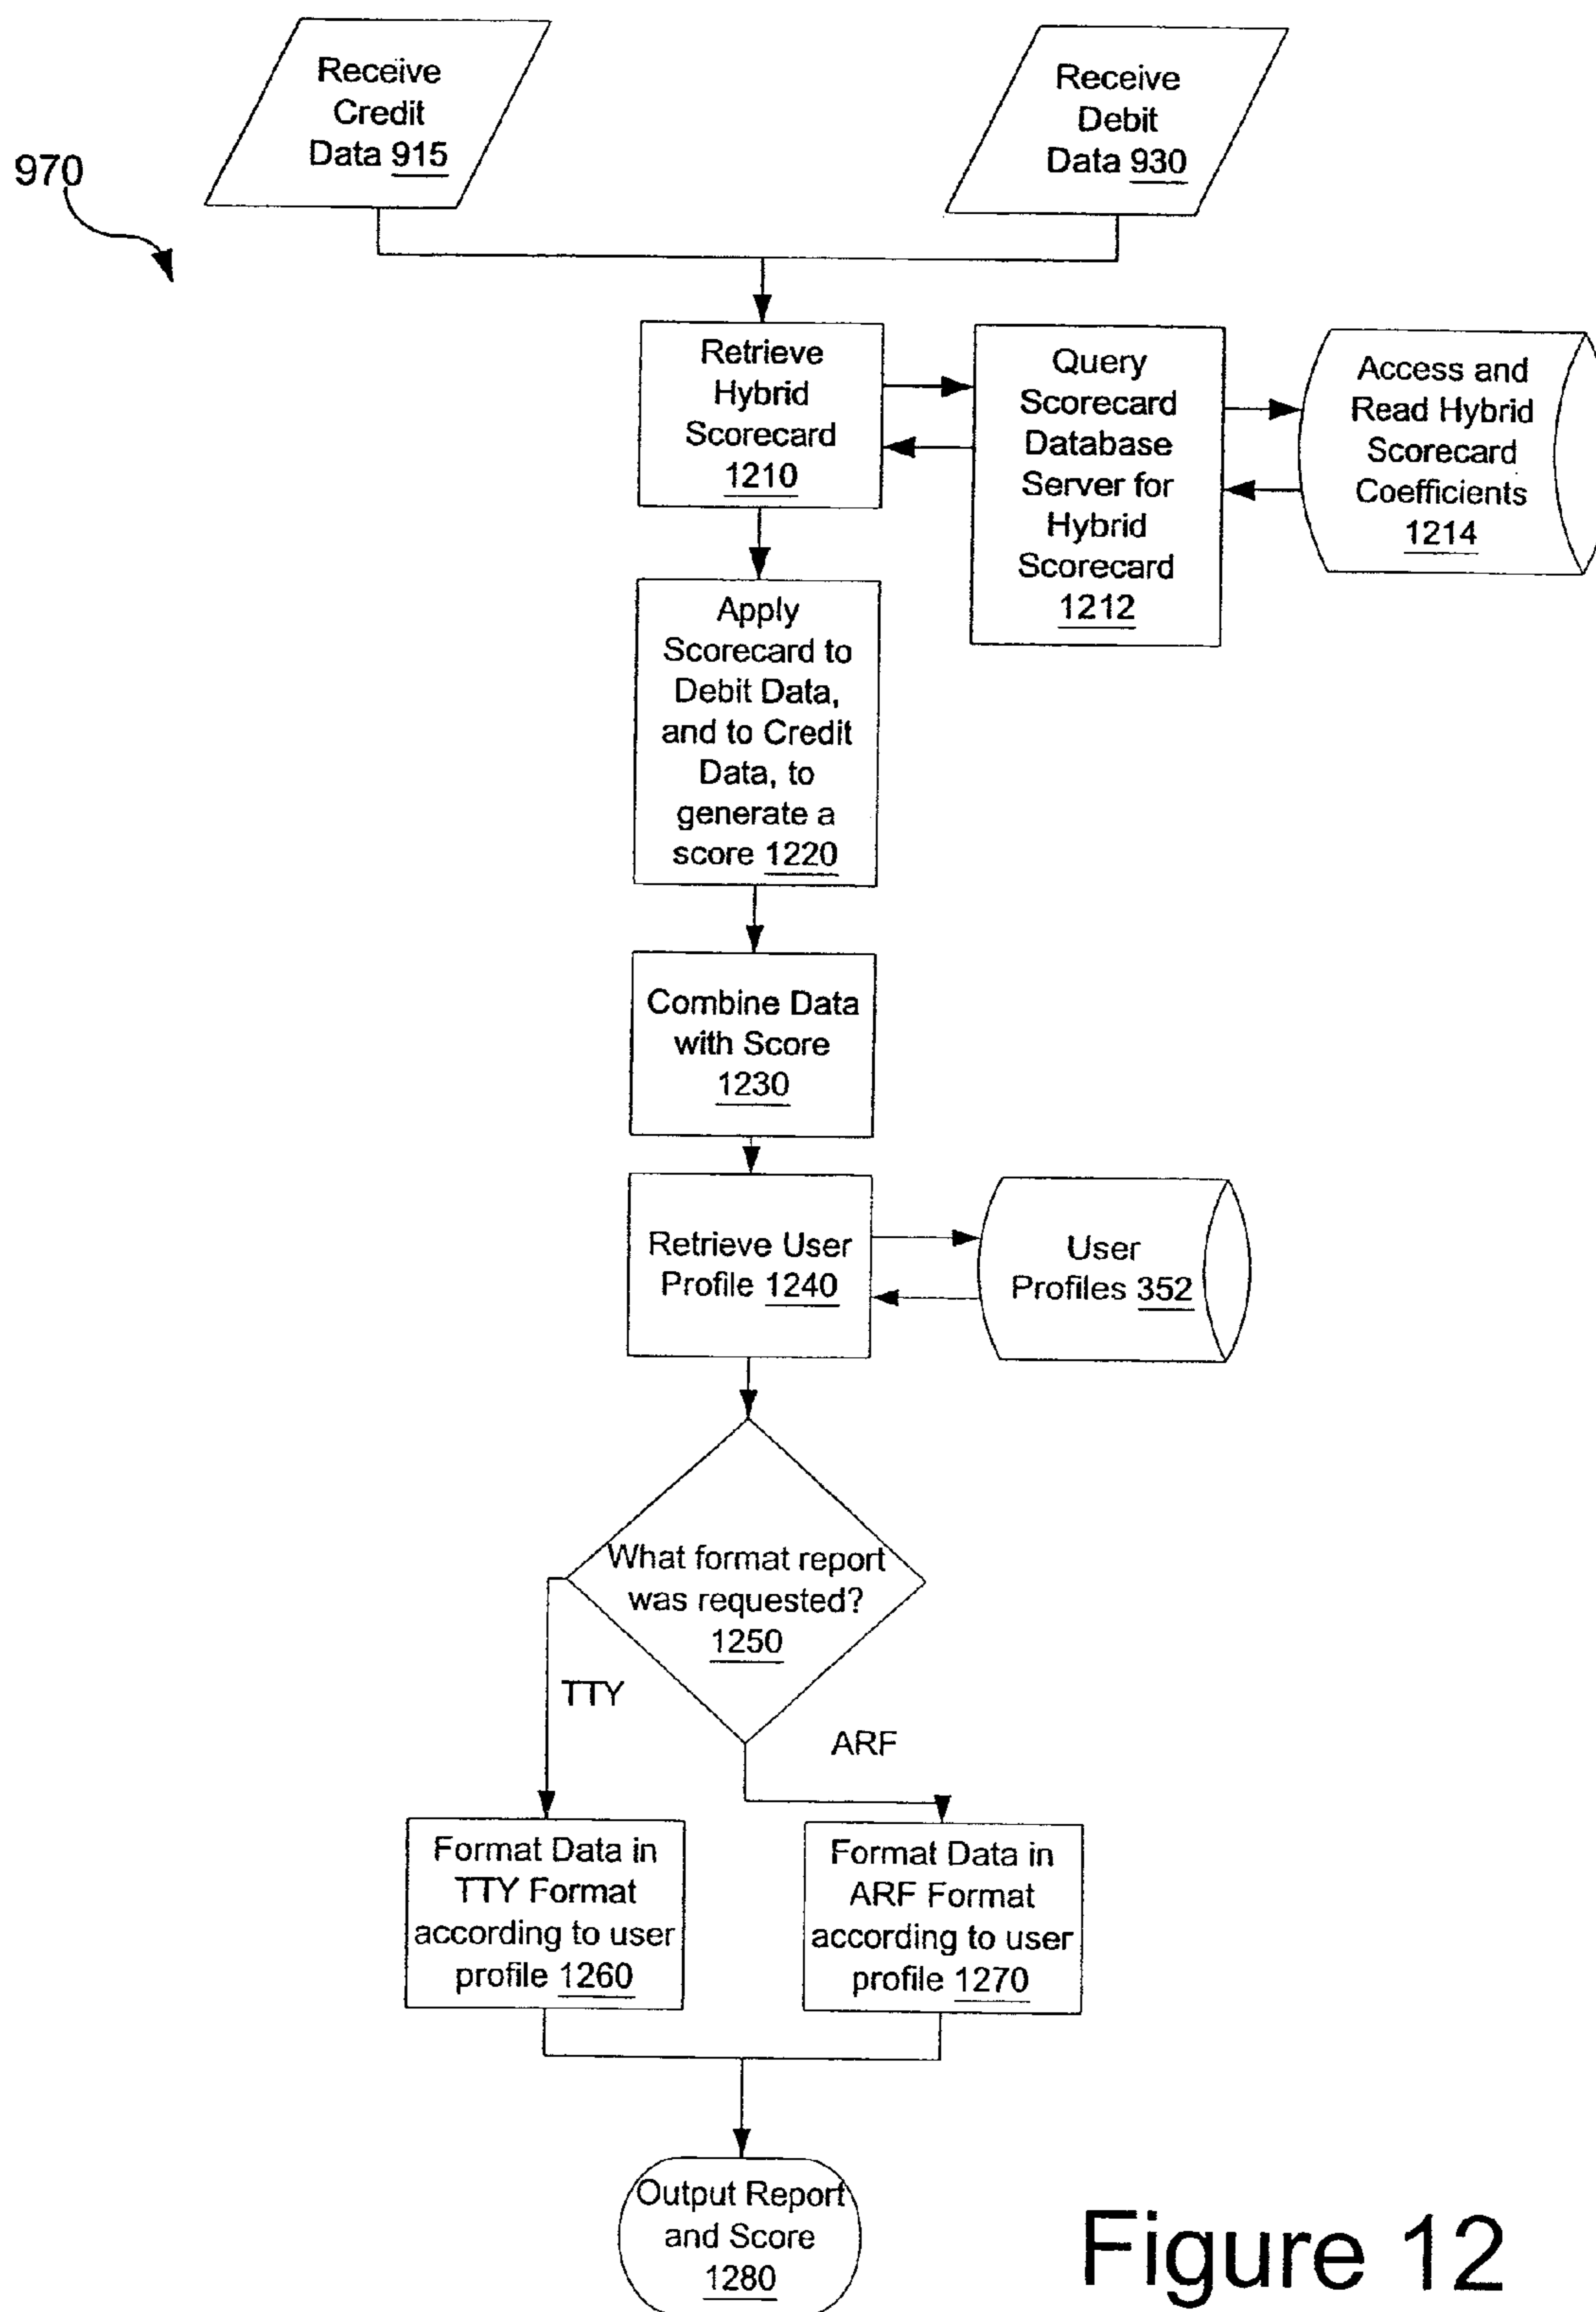 Receive
Credit
Data 915
Receive
Debit
Data 930
970
Retrieve
Hybrid
Scorecard
1210
Query
Scorecard
Database
Server for
Hybrid
Scorecard
1212
Access and
Read Hybrid
Scorecard
Coefficients
1214
Apply
Scorecard to
Debit Data,
and to Credit
Data, to
generate a
score 1220
Combine Data
with Score
1230
Retrieve User
Profile 1240
User
Profiles 352
What format report
was requested?
1250
TTY
ARF
Format Data in
TTY Format
according to user
profile 1260
Format Data in
ARF Format
according to user
profile 1270
Output Report
and Score
1280
Figure 12